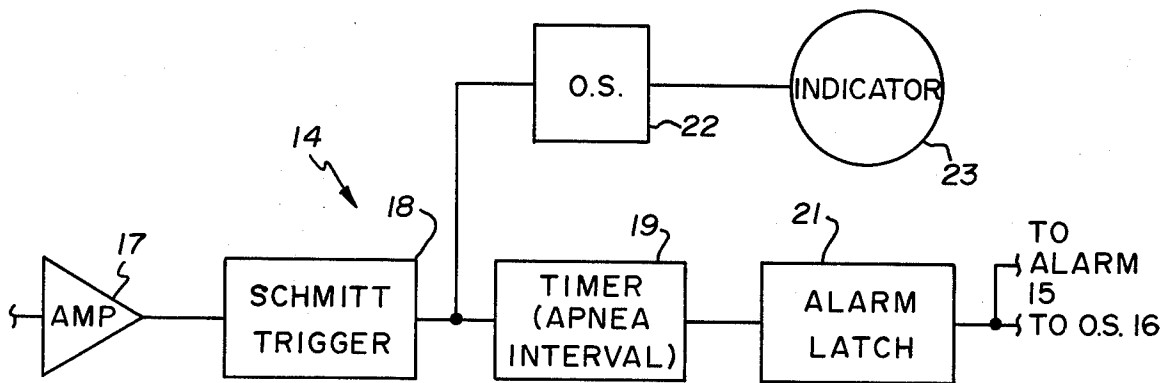 O.S.
22
INDICATOR
23
14
17
AMP
18
SCHMITT
TRIGGER
19
TIMER
(APNEA
INTERVAL)
21
ALARM
LATCH
TO
ALARM
15
TO O.S. 16